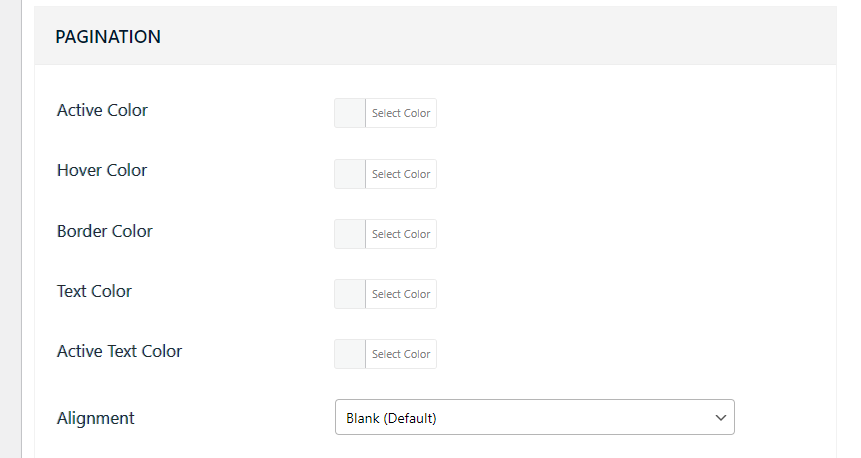 PAGINATION
Active Color Select Color
Hover Color Select Color
Border Color Select Color
Text Color Select Color
Active Text Color Select Color
Alignment Blank (Default)